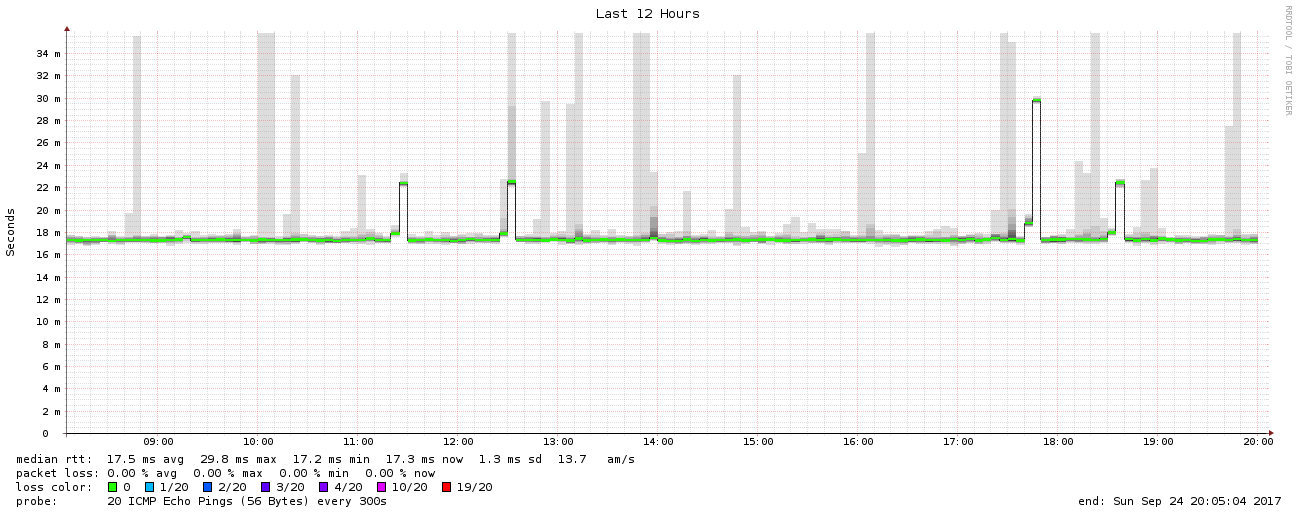 Last 12 Hours
RRDTOOL / TOBI OETIKER
Seconds
34 m
32 m
30 m
28 m
26 m
24 m
22 m
20 m
18 m
16 m
14 m
12 m
10 m
8 m
6 m
4 m
2 m
0
09:00 10:00 11:00 12:00 13:00 14:00 15:00 16:00 17:00 18:00 19:00 20:00
median rtt: 17.5 ms avg 29.8 ms max 17.2 ms min 17.3 ms now 1.3 ms sd 13.7 am/s
packet loss: 0.00 % avg 0.00 % max 0.00 % min 0.00 % now
loss color: 0 1/20 2/20 3/20 4/20 10/20 19/20
probe: 20 ICMP Echo Pings (56 Bytes) every 300s end: Sun Sep 24 20:05:04 2017